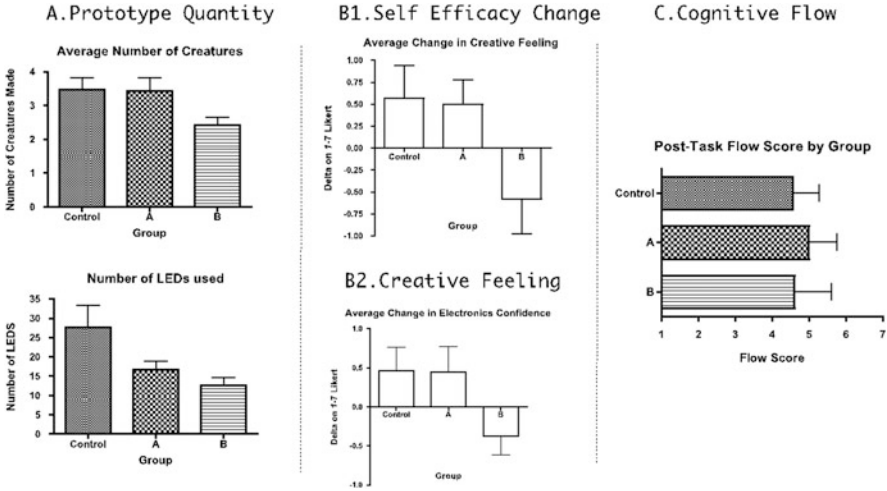 A.Prototype Quantity
Average Number of Creatures
Number of Creatures Made
4
3
2
1
0
Control
A
B
Group
Number of LEDs used
Number of LEDS
35
30
25
20
15
10
5
0
Control
A
B
Group
B1.Self Efficacy Change
Average Change in Creative Feeling
Delta on 1-7 Likert
1.00
0.75
0.50
0.25
0.00
-0.25
-0.50
-0.75
-1.00
Control
A
B
Group
B2.Creative Feeling
Average Change in Electronics Confidence
Delta on 1-7 Likert
1.0
0.5
0.0
-0.5
-1.0
Control
A
B
Group
C.Cognitive Flow
Post-Task Flow Score by Group
Control
A
B
1 2 3 4 5 6 7
Flow Score